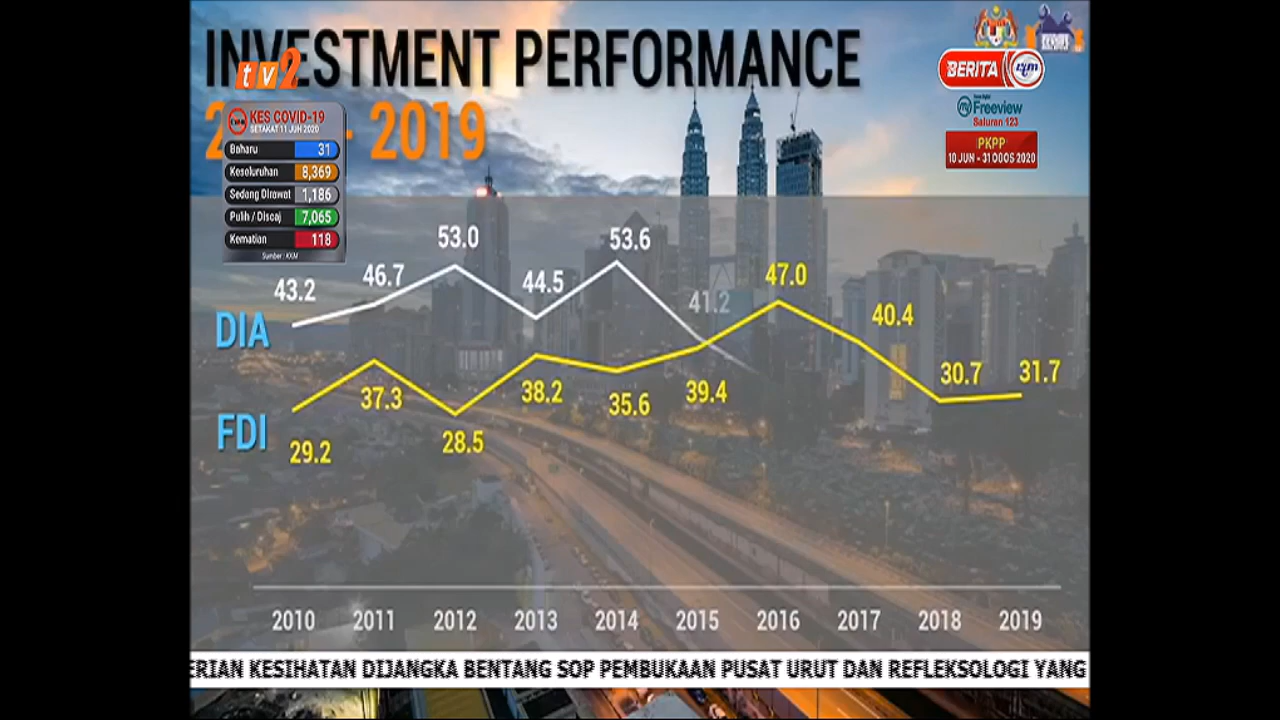 INVESTMENT PERFORMANCE
tv2
2019
KES COVID-19
SETAKAT 11 JUN 2020
Baharu 31
Keseluruhan 8,369
Sedang Dirawat 1,186
Pulih / Discaj 7,065
Kematian 118
Sumber: KKM
BERITA rtm
my Freeview
Saluran 123
PKPP
10 JUN - 31 OGOS 2020
DIA
43.2 46.7 53.0 44.5 53.6 41.2
FDI
29.2 37.3 28.5 38.2 35.6 39.4 47.0 40.4 30.7 31.7
2010 2011 2012 2013 2014 2015 2016 2017 2018 2019
ERIAN KESIHATAN DIJANGKA BENTANG SOP PEMBUKAAN PUSAT URUT DAN REFLEKSOLOGI YANG